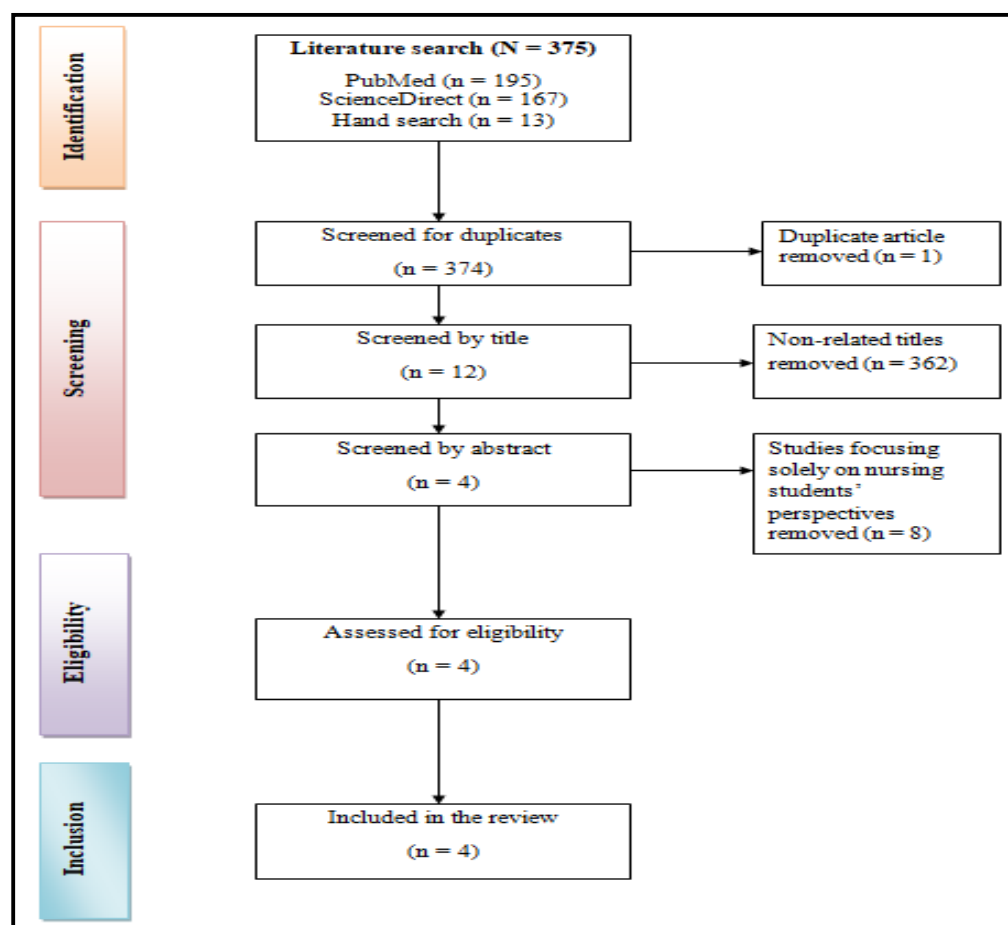 Identification
Literature search (N = 375)
PubMed (n = 195)
ScienceDirect (n = 167)
Hand search (n = 13)
Screening
Screened for duplicates
(n = 374)
Duplicate article
removed (n = 1)
Screened by title
(n = 12)
Non-related titles
removed (n = 362)
Screened by abstract
(n = 4)
Studies focusing
solely on nursing
students’
perspectives
removed (n = 8)
Eligibility
Assessed for eligibility
(n = 4)
Inclusion
Included in the review
(n = 4)